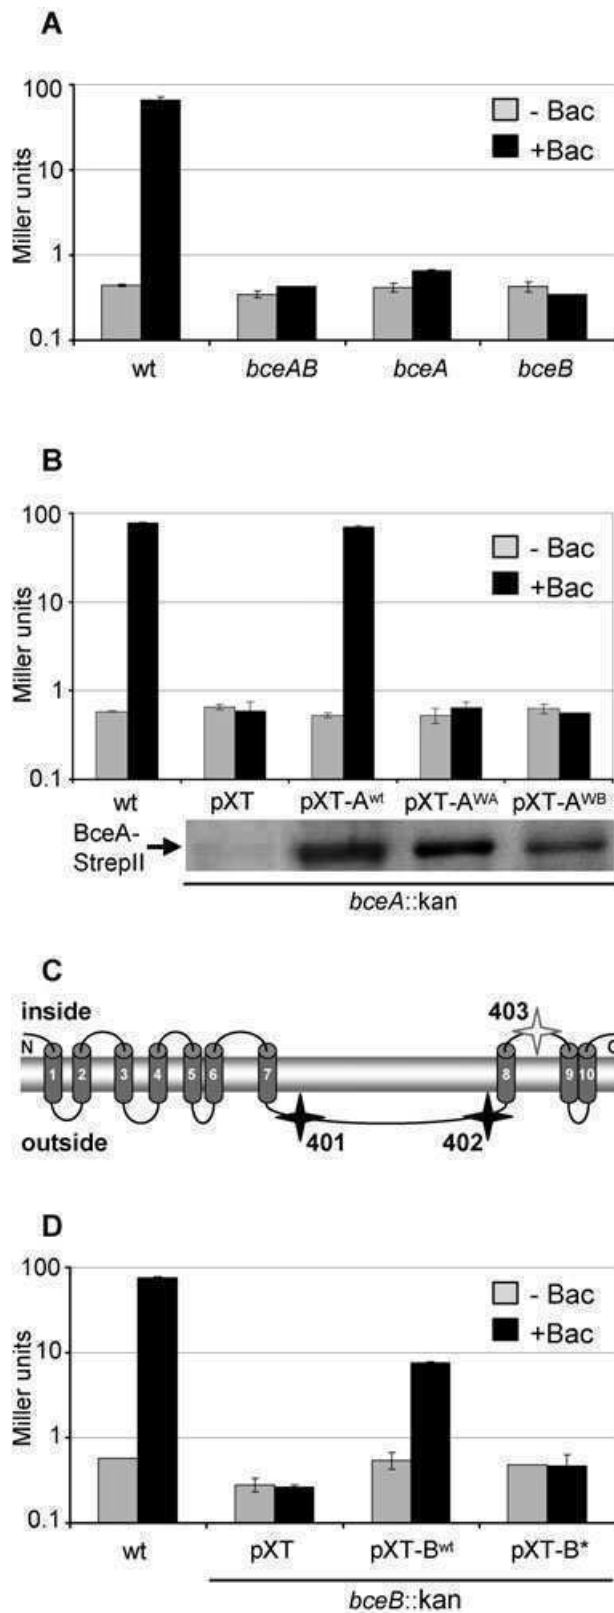 A
Miller units
100
10
1
0.1
- Bac
+Bac
wt bceAB bceA bceB
B
Miller units
100
10
1
0.1
- Bac
+Bac
wt pXT pXT-Awt pXT-AWA pXT-AWB
BceA-
StrepII
bceA::kan
C
inside
403
N
1 2 3 4 5 6 7 8 9 10
outside
401 402
D
Miller units
100
10
1
0.1
- Bac
+Bac
wt pXT pXT-Bwt pXT-B*
bceB::kan